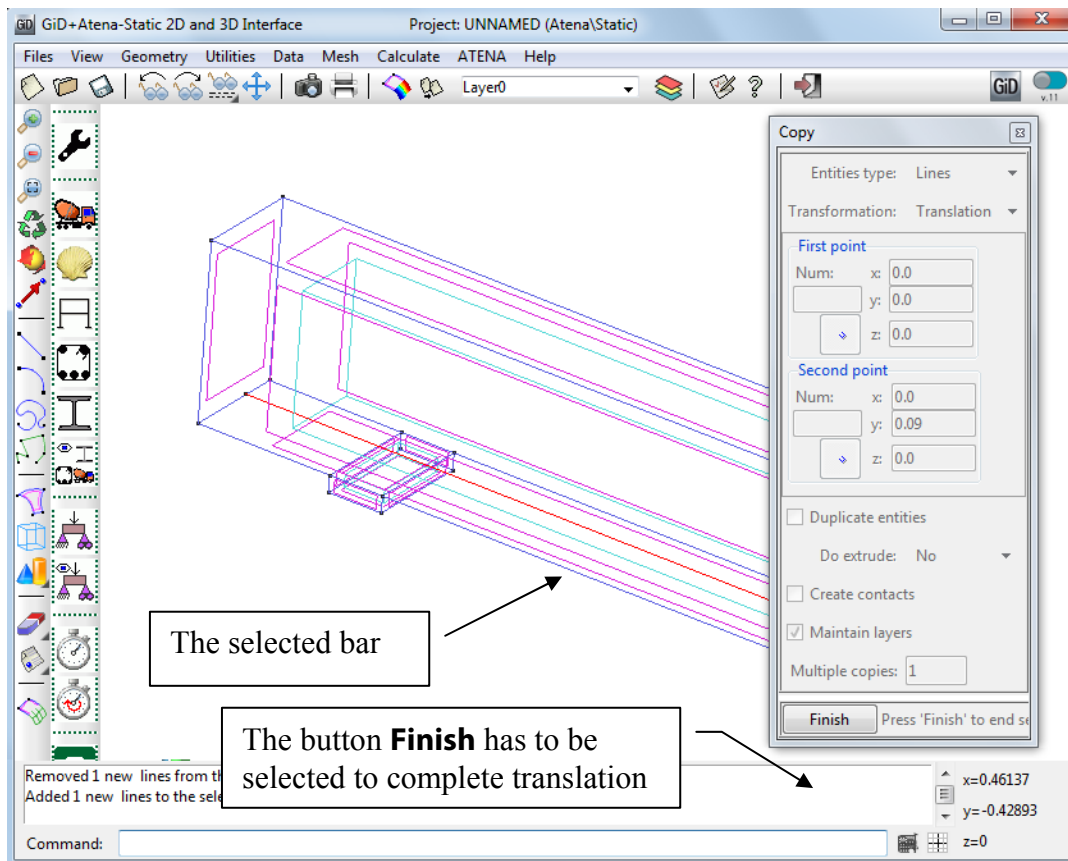 GiD GiD+Atena-Static 2D and 3D Interface Project: UNNAMED (Atena\Static)
Files View Geometry Utilities Data Mesh Calculate ATENA Help
Layer0 ? GiD v.11
Copy
Entities type: Lines
Transformation: Translation
First point
Num: x: 0.0
y: 0.0
z: 0.0
Second point
Num: x: 0.0
y: 0.09
z: 0.0
Duplicate entities
Do extrude: No
Create contacts
Maintain layers
Multiple copies: 1
Finish Press 'Finish' to end se
The selected bar
The button Finish has to be
selected to complete translation
Removed 1 new lines from th
Added 1 new lines to the sele
x=0.46137
y=-0.42893
z=0
Command: